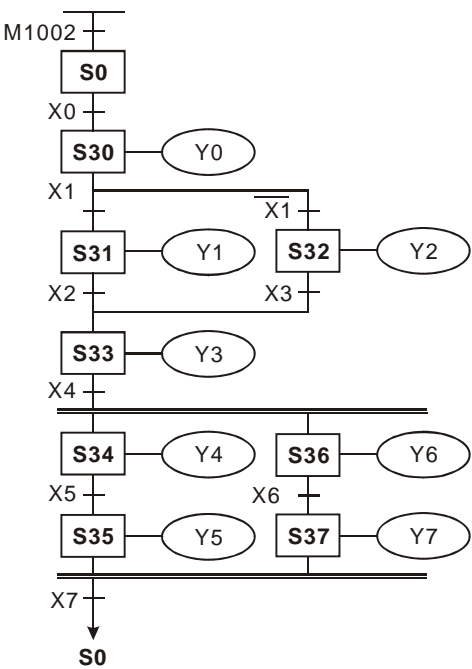 M1002
S0
X0
S30 Y0
X1 X̅1̅
S31 Y1 S32 Y2
X2 X3
S33 Y3
X4
S34 Y4 S36 Y6
X5 X6
S35 Y5 S37 Y7
X7
S0